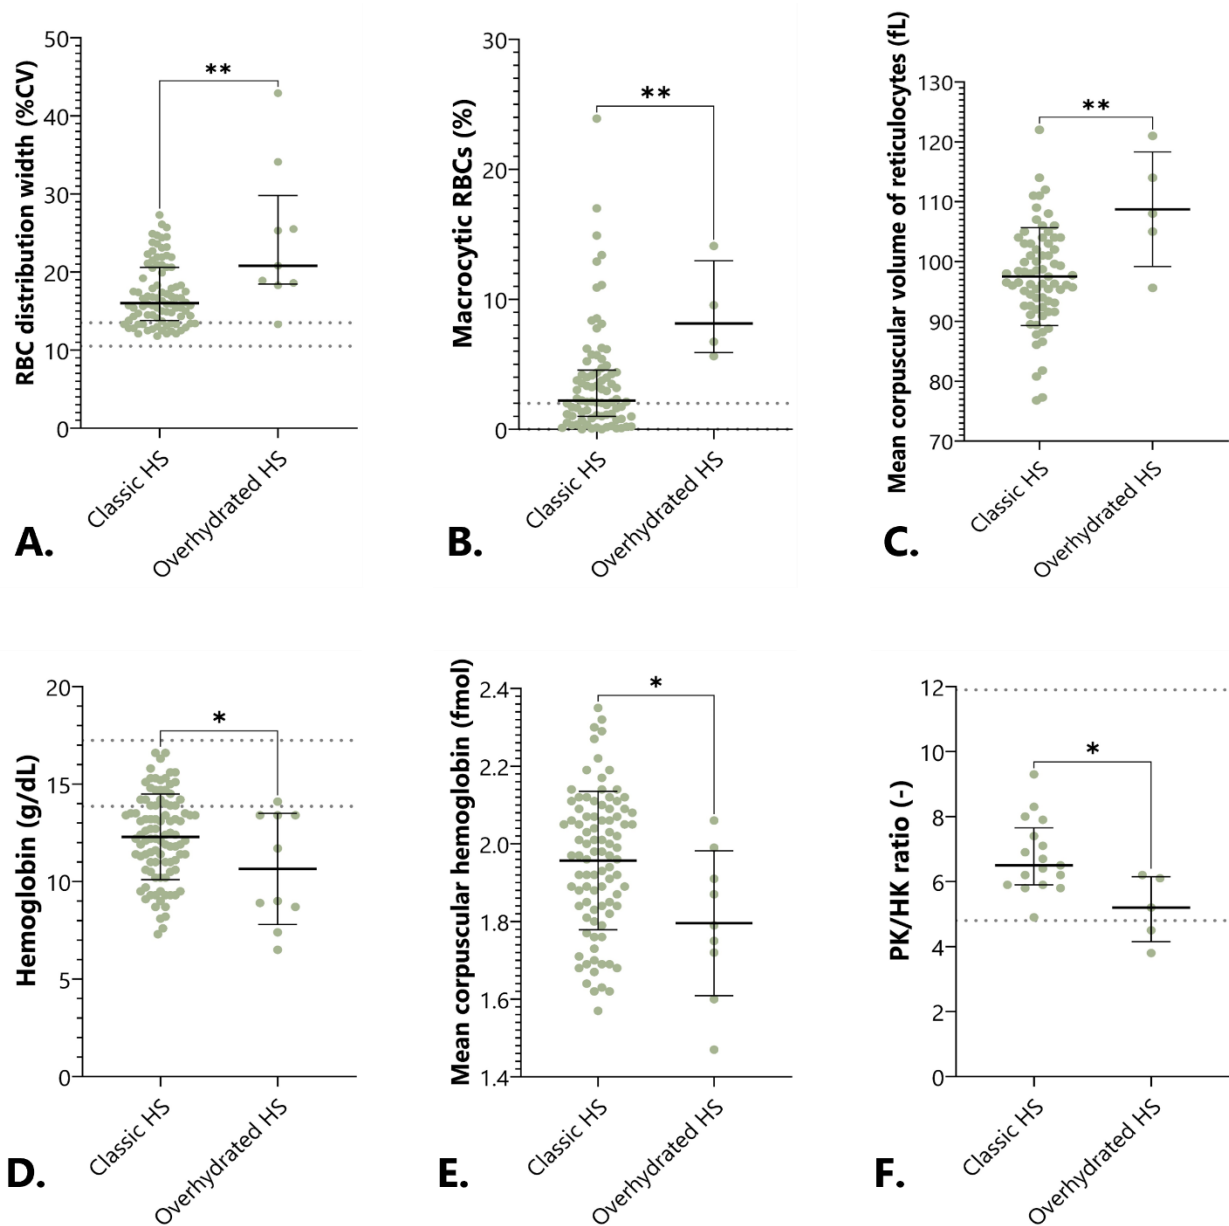 RBC distribution width (%CV)
50
40
30
20
10
0
**
Classic HS
Overhydrated HS
A.
Macrocytic RBCs (%)
30
20
10
0
**
Classic HS
Overhydrated HS
B.
Mean corpuscular volume of reticulocytes (fL)
130
120
110
100
90
80
70
**
Classic HS
Overhydrated HS
C.
Hemoglobin (g/dL)
20
15
10
5
0
*
Classic HS
Overhydrated HS
D.
Mean corpuscular hemoglobin (fmol)
2.4
2.2
2.0
1.8
1.6
1.4
*
Classic HS
Overhydrated HS
E.
PK/HK ratio (-)
12
10
8
6
4
2
0
*
Classic HS
Overhydrated HS
F.